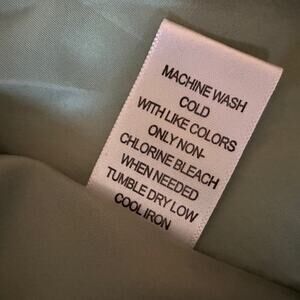 MACHINE WASH
COLD
WITH LIKE COLORS
ONLY NON-
CHLORINE BLEACH
WHEN NEEDED
TUMBLE DRY LOW
COOL IRON